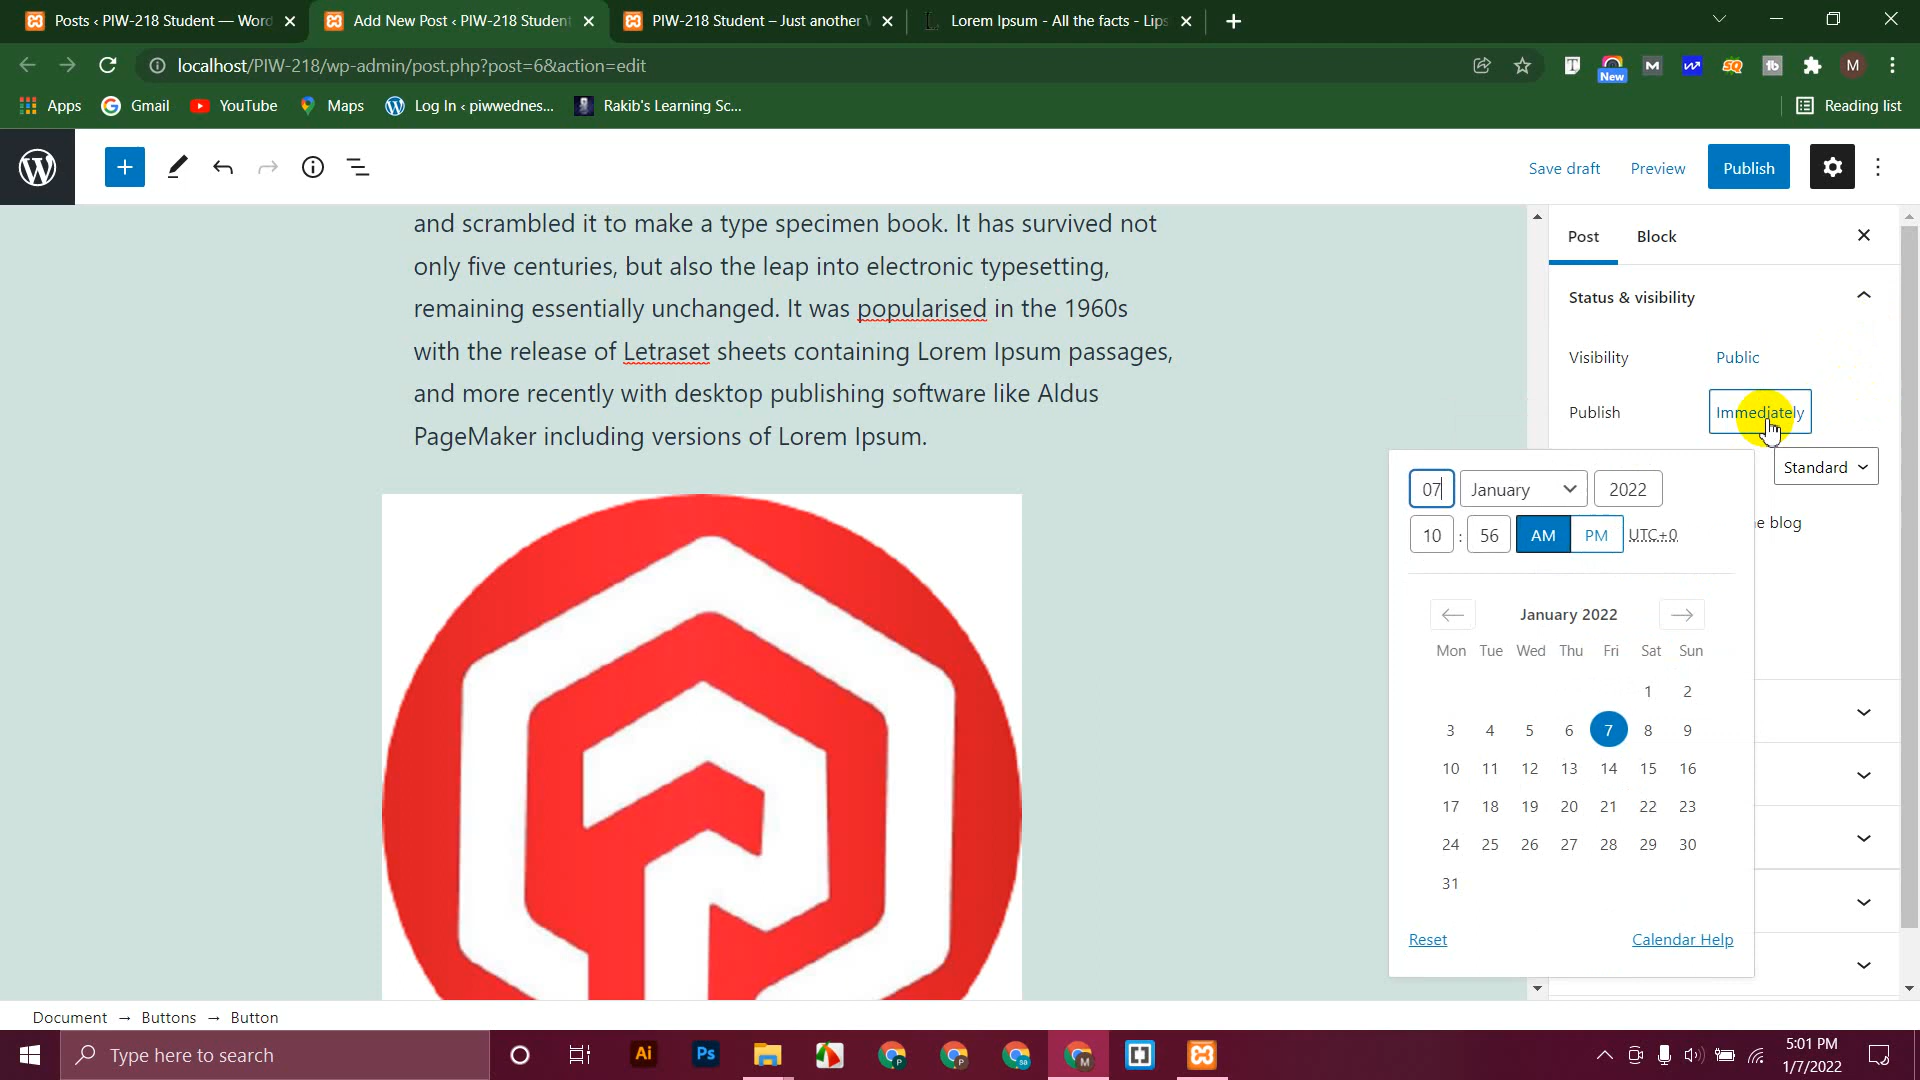 Posts ‹ PIW-218 Student — Word
Add New Post ‹ PIW-218 Student
PIW-218 Student – Just another W
Lorem Ipsum - All the facts - Lips
localhost/PIW-218/wp-admin/post.php?post=6&action=edit
New
M
Apps
Gmail
YouTube
Maps
Log In ‹ piwwednes...
Rakib's Learning Sc...
Reading list
Save draft
Preview
Publish
and scrambled it to make a type specimen book. It has survived not
only five centuries, but also the leap into electronic typesetting,
remaining essentially unchanged. It was popularised in the 1960s
with the release of Letraset sheets containing Lorem Ipsum passages,
and more recently with desktop publishing software like Aldus
PageMaker including versions of Lorem Ipsum.
Post
Block
Status & visibility
Visibility
Public
Publish
Immediately
Standard
e blog
07
January
2022
10 : 56 AM PM UTC+0
January 2022
Mon Tue Wed Thu Fri Sat Sun
1 2
3 4 5 6 7 8 9
10 11 12 13 14 15 16
17 18 19 20 21 22 23
24 25 26 27 28 29 30
31
Reset
Calendar Help
Document → Buttons → Button
Type here to search
Ai
Ps
5:01 PM
1/7/2022